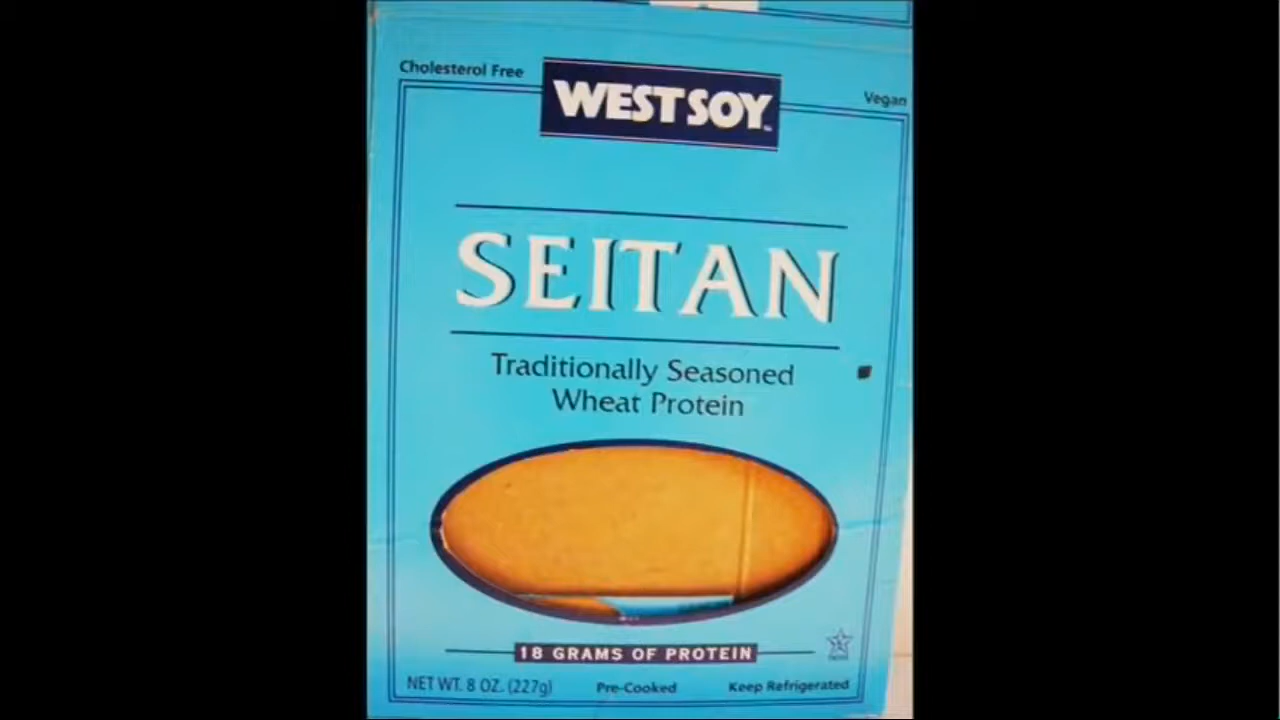 Cholesterol Free
WESTSOY™
Vegan
SEITAN
Traditionally Seasoned
Wheat Protein
18 GRAMS OF PROTEIN
NET WT. 8 OZ. (227g)
Pre-Cooked
Keep Refrigerated